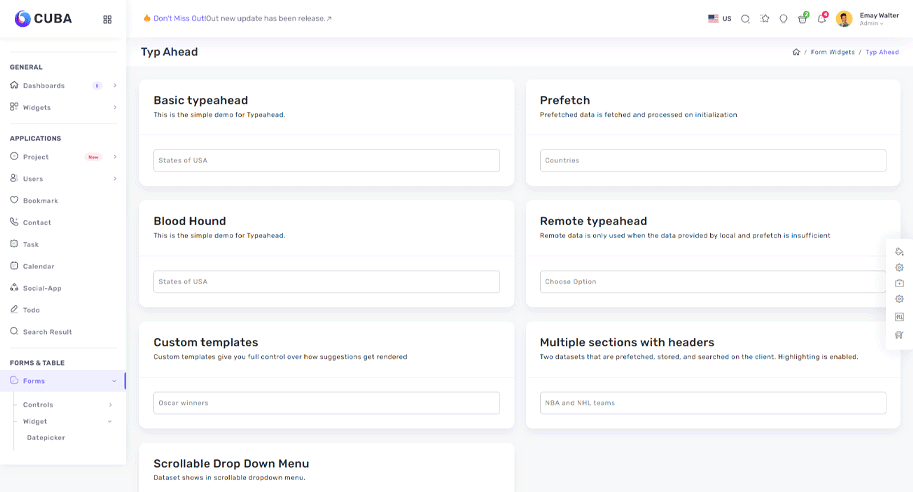 CUBA
🔥 Don't Miss Out!Out new update has been release.↗
US
2
4
Emay Walter
Admin
Typ Ahead
/ Form Widgets / Typ Ahead
GENERAL
Dashboards
Widgets
APPLICATIONS
Project New
Users
Bookmark
Contact
Task
Calendar
Social-App
Todo
Search Result
FORMS & TABLE
Forms
Controls
Widget
Datepicker
Basic typeahead
This is the simple demo for Typeahead.
States of USA
Prefetch
Prefetched data is fetched and processed on initialization
Countries
Blood Hound
This is the simple demo for Typeahead.
States of USA
Remote typeahead
Remote data is only used when the data provided by local and prefetch is insufficient
Choose Option
Custom templates
Custom templates give you full control over how suggestions get rendered
Oscar winners
Multiple sections with headers
Two datasets that are prefetched, stored, and searched on the client. Highlighting is enabled.
NBA and NHL teams
Scrollable Drop Down Menu
Dataset shows in scrollable dropdown menu.